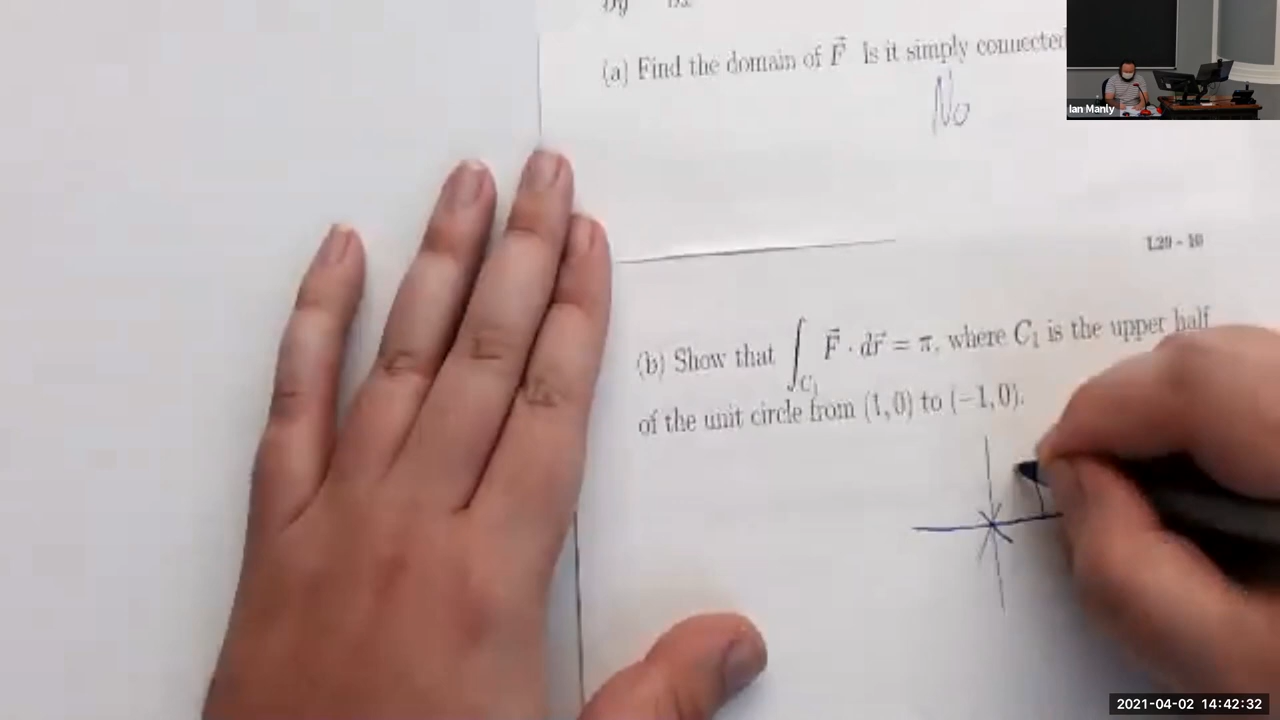 (a) Find the domain of F⃗ Is it simply connected
No
Ian Manly
L29 - 10
(b) Show that ∫_{C₁} F⃗ · dr⃗ = π, where C₁ is the upper half
of the unit circle from (1, 0) to (−1, 0).
2021-04-02 14:42:32